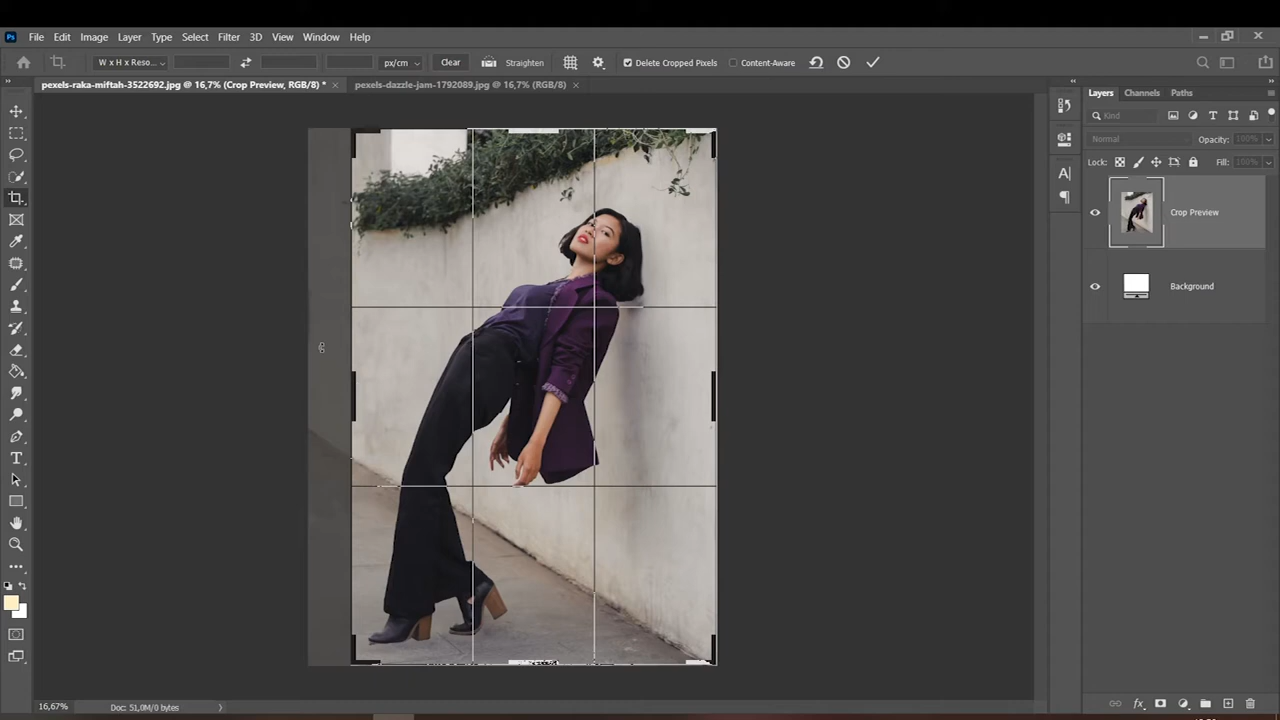 Ps File Edit Image Layer Type Select Filter 3D View Window Help
W x H x Reso... px/cm Clear Straighten Delete Cropped Pixels Content-Aware
pexels-raka-miftah-3522692.jpg @ 16,7% (Crop Preview, RGB/8) * × pexels-dazzle-jam-1792089.jpg @ 16,7% (RGB/8) ×
Layers Channels Paths
Kind
Normal Opacity: 100%
Lock: Fill: 100%
Crop Preview
Background
16,67% Doc: 51,0M/0 bytes